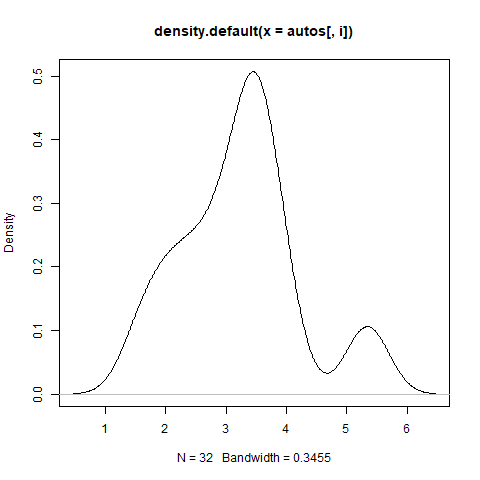 density.default(x = autos[, i])
Density
0.5
0.4
0.3
0.2
0.1
0.0
1 2 3 4 5 6
N = 32 Bandwidth = 0.3455